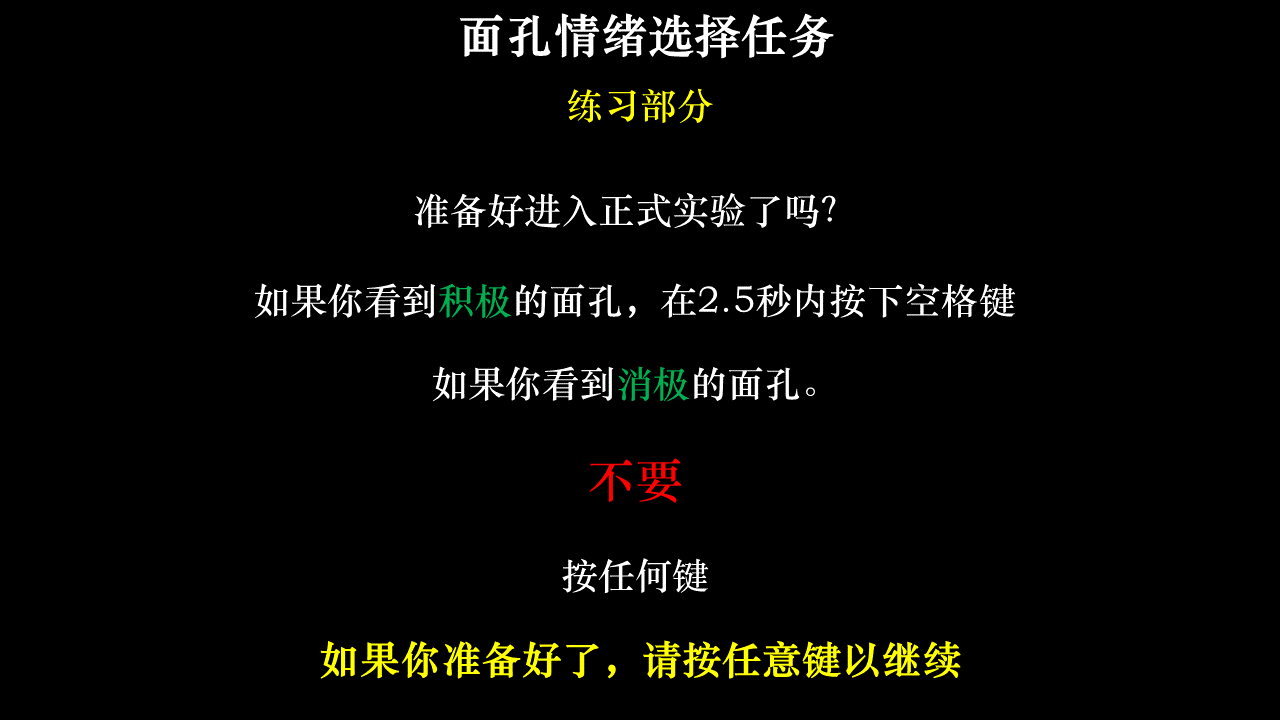 面孔情绪选择任务
练习部分
准备好进入正式实验了吗?
如果你看到积极的面孔，在2.5秒内按下空格键
如果你看到消极的面孔。
不要
按任何键
如果你准备好了，请按任意键以继续